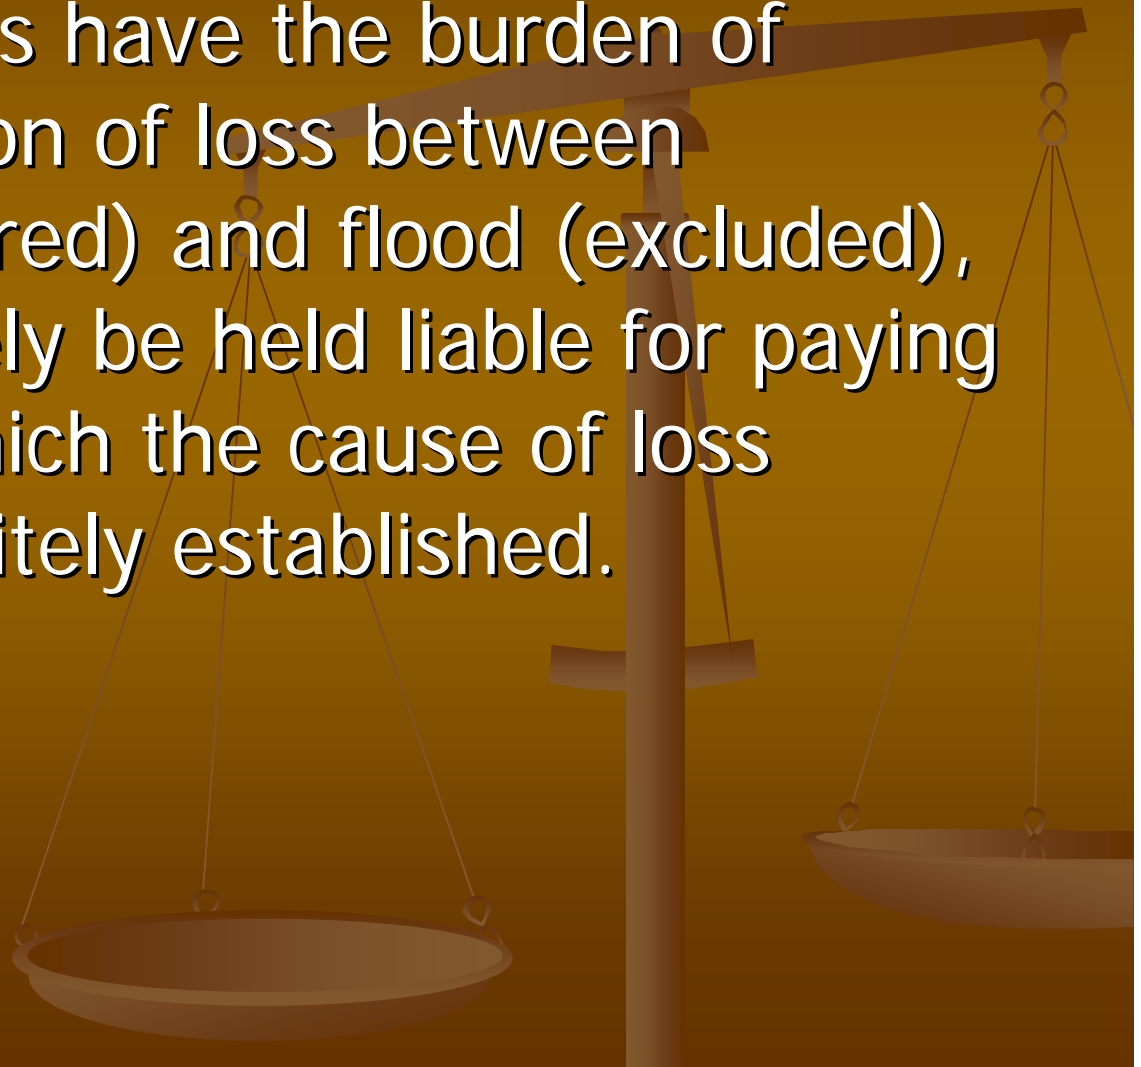 s have the burden of
on of loss between
red) and flood (excluded),
ely be held liable for paying
ich the cause of loss
itely established.